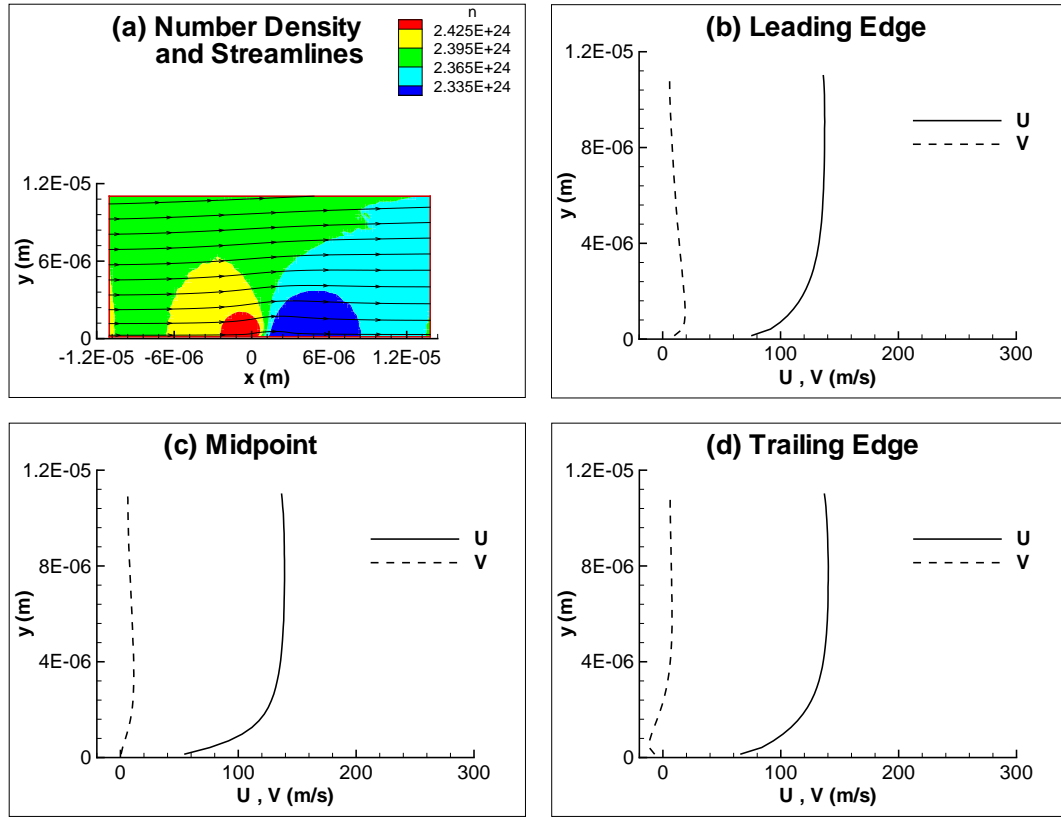 (a) Number Density
and Streamlines
n
2.425E+24
2.395E+24
2.365E+24
2.335E+24
1.2E-05
y (m)
6E-06
0
-1.2E-05 -6E-06 0 6E-06 1.2E-05
x (m)
(b) Leading Edge
1.2E-05
U
V
8E-06
y (m)
4E-06
0
0 100 200 300
U , V (m/s)
(c) Midpoint
1.2E-05
U
V
8E-06
y (m)
4E-06
0
0 100 200 300
U , V (m/s)
(d) Trailing Edge
1.2E-05
U
V
8E-06
y (m)
4E-06
0
0 100 200 300
U , V (m/s)